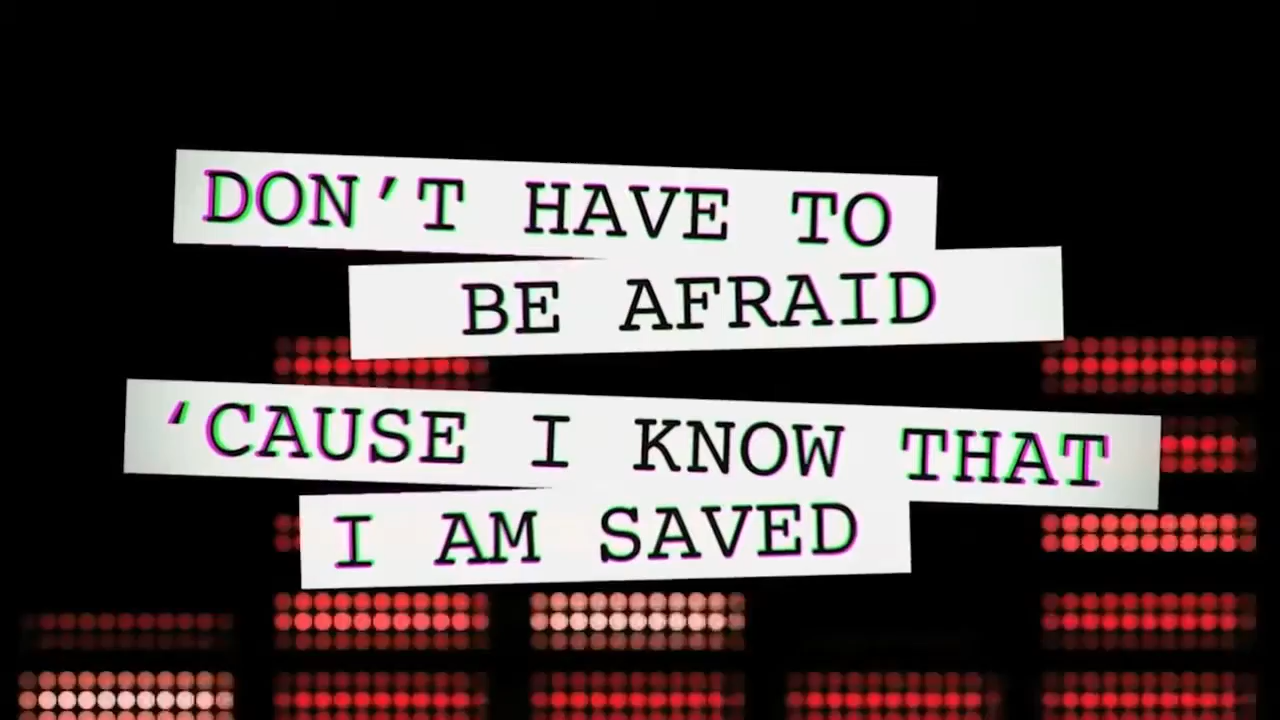 DON’T HAVE TO
BE AFRAID
‘CAUSE I KNOW THAT
I AM SAVED